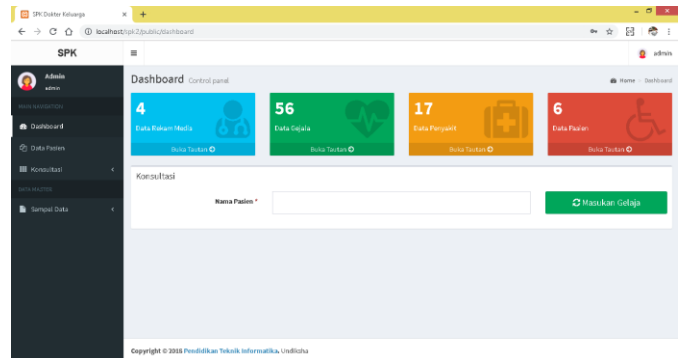 SPK Dokter Keluarga
localhost/spk2/public/dashboard
SPK
admin
Admin
admin
MAIN NAVIGATION
Dashboard
Data Pasien
Konsultasi
DATA MASTER
Sampel Data
Dashboard Control panel
Home > Dashboard
4
Data Rekam Medis
Buka Tautan
56
Data Gejala
Buka Tautan
17
Data Penyakit
Buka Tautan
6
Data Pasien
Buka Tautan
Konsultasi
Nama Pasien *
Masukan Gelaja
Copyright © 2018 Pendidikan Teknik Informatika. Undiksha